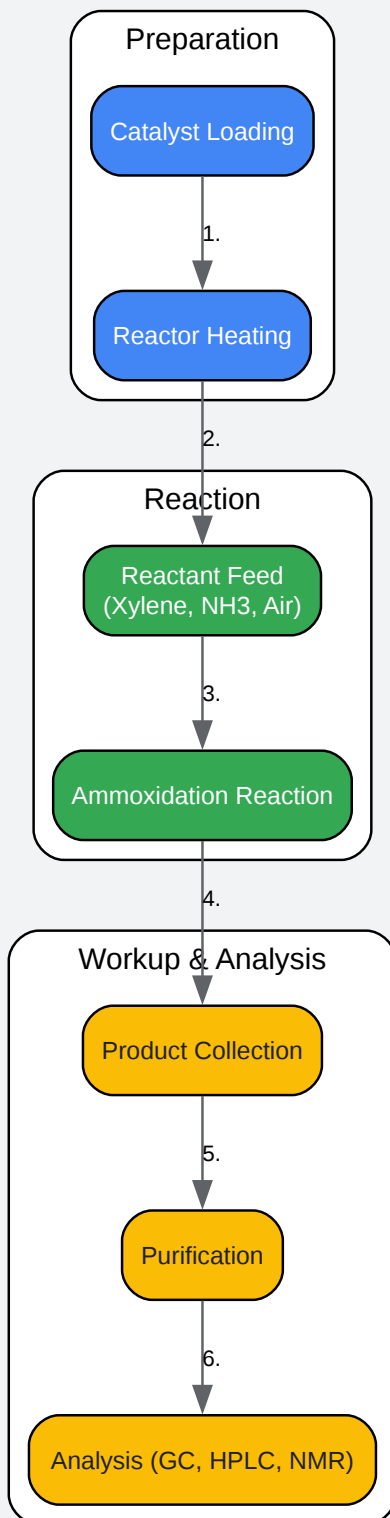 Preparation
Catalyst Loading
1.
Reactor Heating
2.
Reaction
Reactant Feed
(Xylene, NH3, Air)
3.
Ammoxidation Reaction
4.
Workup & Analysis
Product Collection
5.
Purification
6.
Analysis (GC, HPLC, NMR)